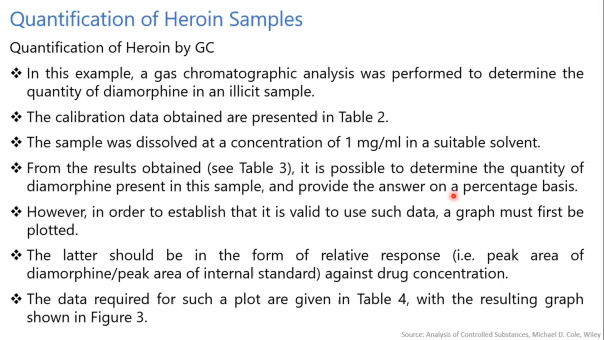 Quantification of Heroin Samples
Quantification of Heroin by GC
❖ In this example, a gas chromatographic analysis was performed to determine the
quantity of diamorphine in an illicit sample.
❖ The calibration data obtained are presented in Table 2.
❖ The sample was dissolved at a concentration of 1 mg/ml in a suitable solvent.
❖ From the results obtained (see Table 3), it is possible to determine the quantity of
diamorphine present in this sample, and provide the answer on a percentage basis.
❖ However, in order to establish that it is valid to use such data, a graph must first be
plotted.
❖ The latter should be in the form of relative response (i.e. peak area of
diamorphine/peak area of internal standard) against drug concentration.
❖ The data required for such a plot are given in Table 4, with the resulting graph
shown in Figure 3.
Source: Analysis of Controlled Substances, Michael D. Cole, Wiley